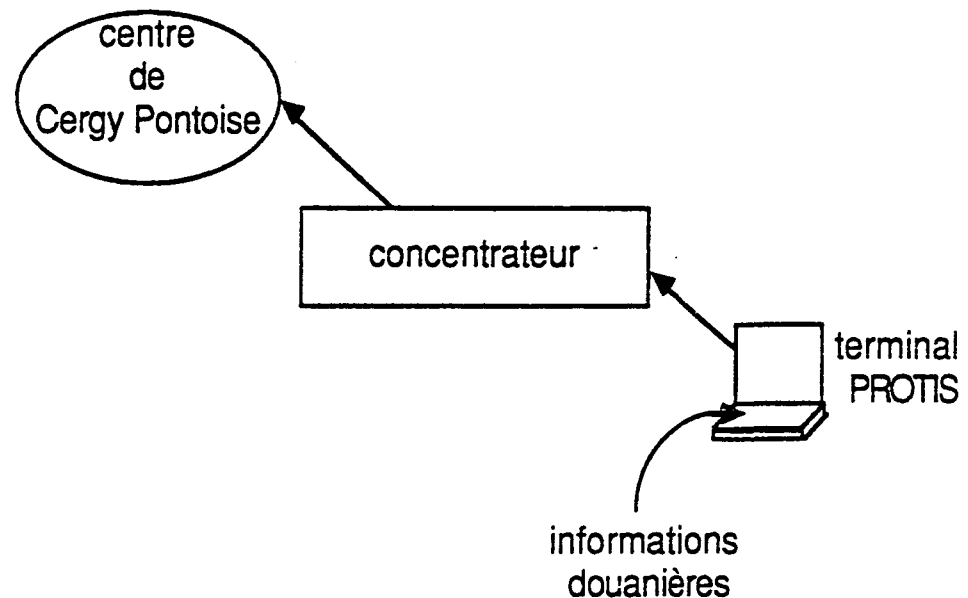 centre
de
Cergy Pontoise
concentrateur
terminal
PROTIS
informations
douanières